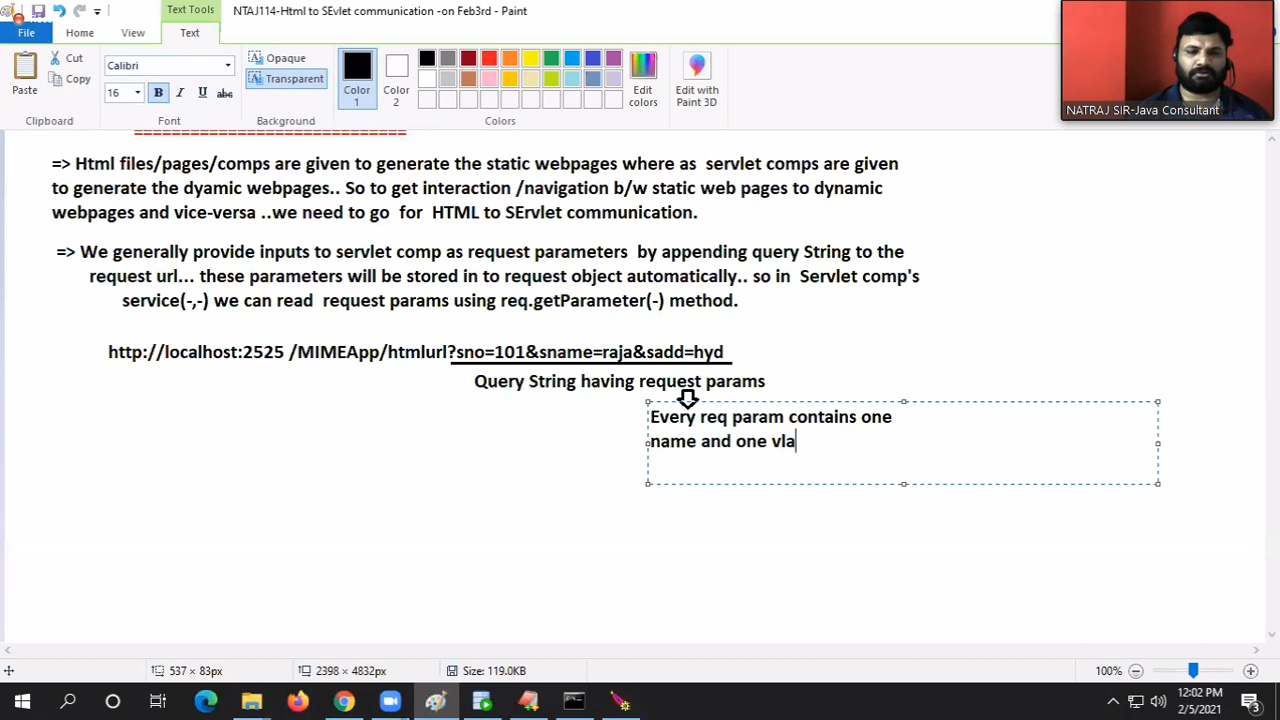 Text Tools
NTAJ114-Html to SEvlet communication -on Feb3rd - Paint
File
Home
View
Text
Paste
Cut
Copy
Clipboard
Calibri
16
B
I
U
abc
Font
Opaque
Transparent
Background
Color 1
Color 2
Edit colors
Edit with Paint 3D
Colors
NATRAJ SIR-Java Consultant
=> Html files/pages/comps are given to generate the static webpages where as servlet comps are given
to generate the dyamic webpages.. So to get interaction /navigation b/w static web pages to dynamic
webpages and vice-versa ..we need to go for HTML to SErvlet communication.
=> We generally provide inputs to servlet comp as request parameters by appending query String to the
request url... these parameters will be stored in to request object automatically.. so in Servlet comp's
service(-,-) we can read request params using req.getParameter(-) method.
http://localhost:2525 /MIMEApp/htmlurl?sno=101&sname=raja&sadd=hyd
Query String having request params
Every req param contains one
name and one vla
537 × 83px
2398 × 4832px
Size: 119.0KB
100%
12:02 PM
2/5/2021
3